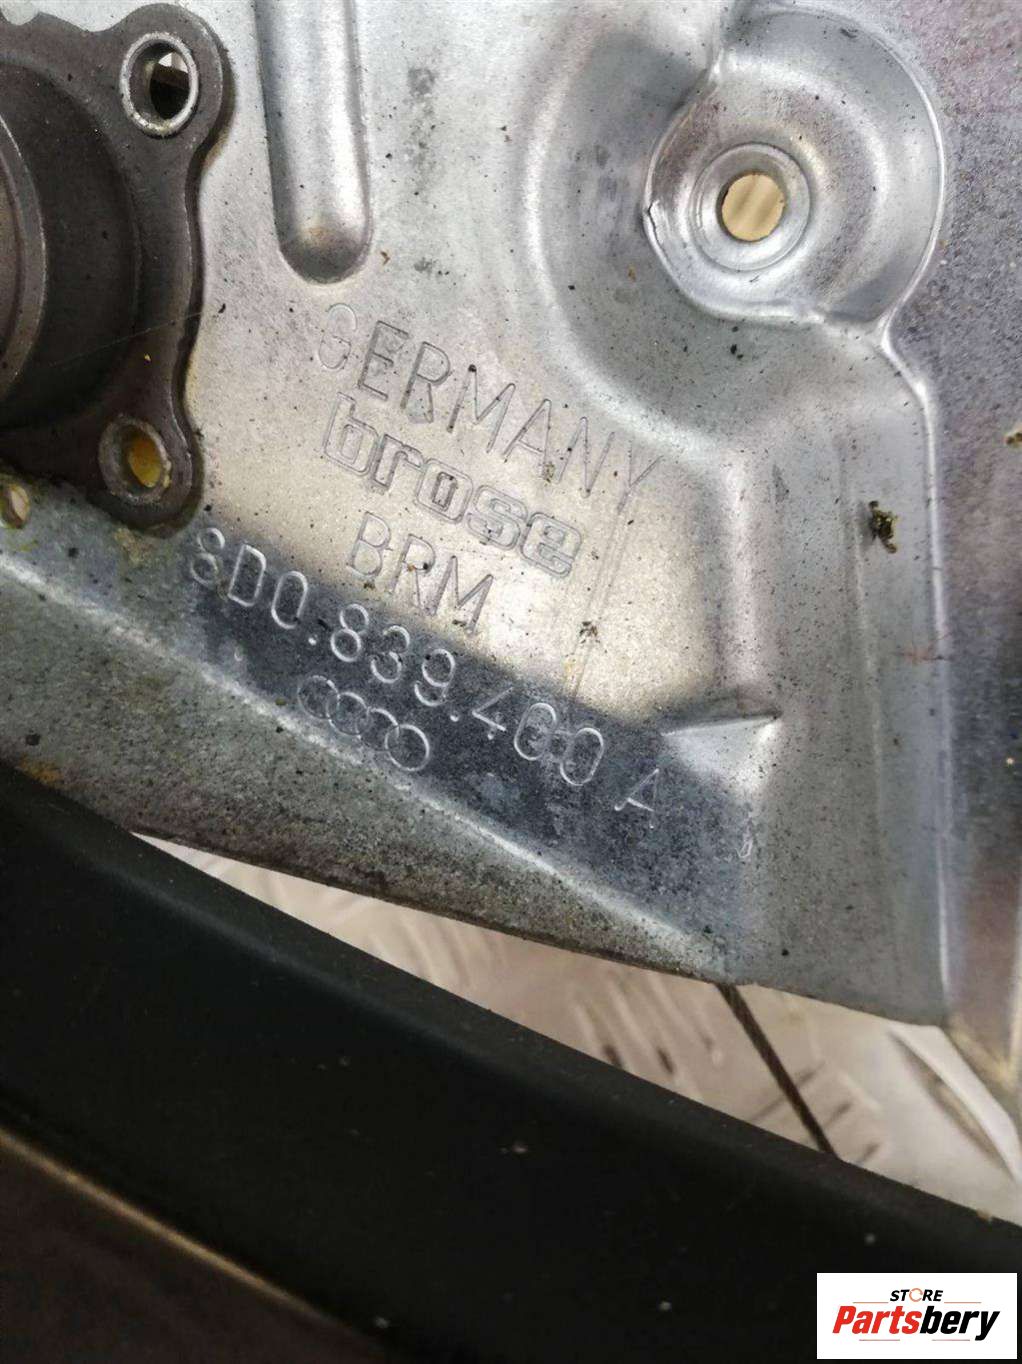 GERMANY
brose
BRM
8D0.839.400 A
STORE
Partsbery